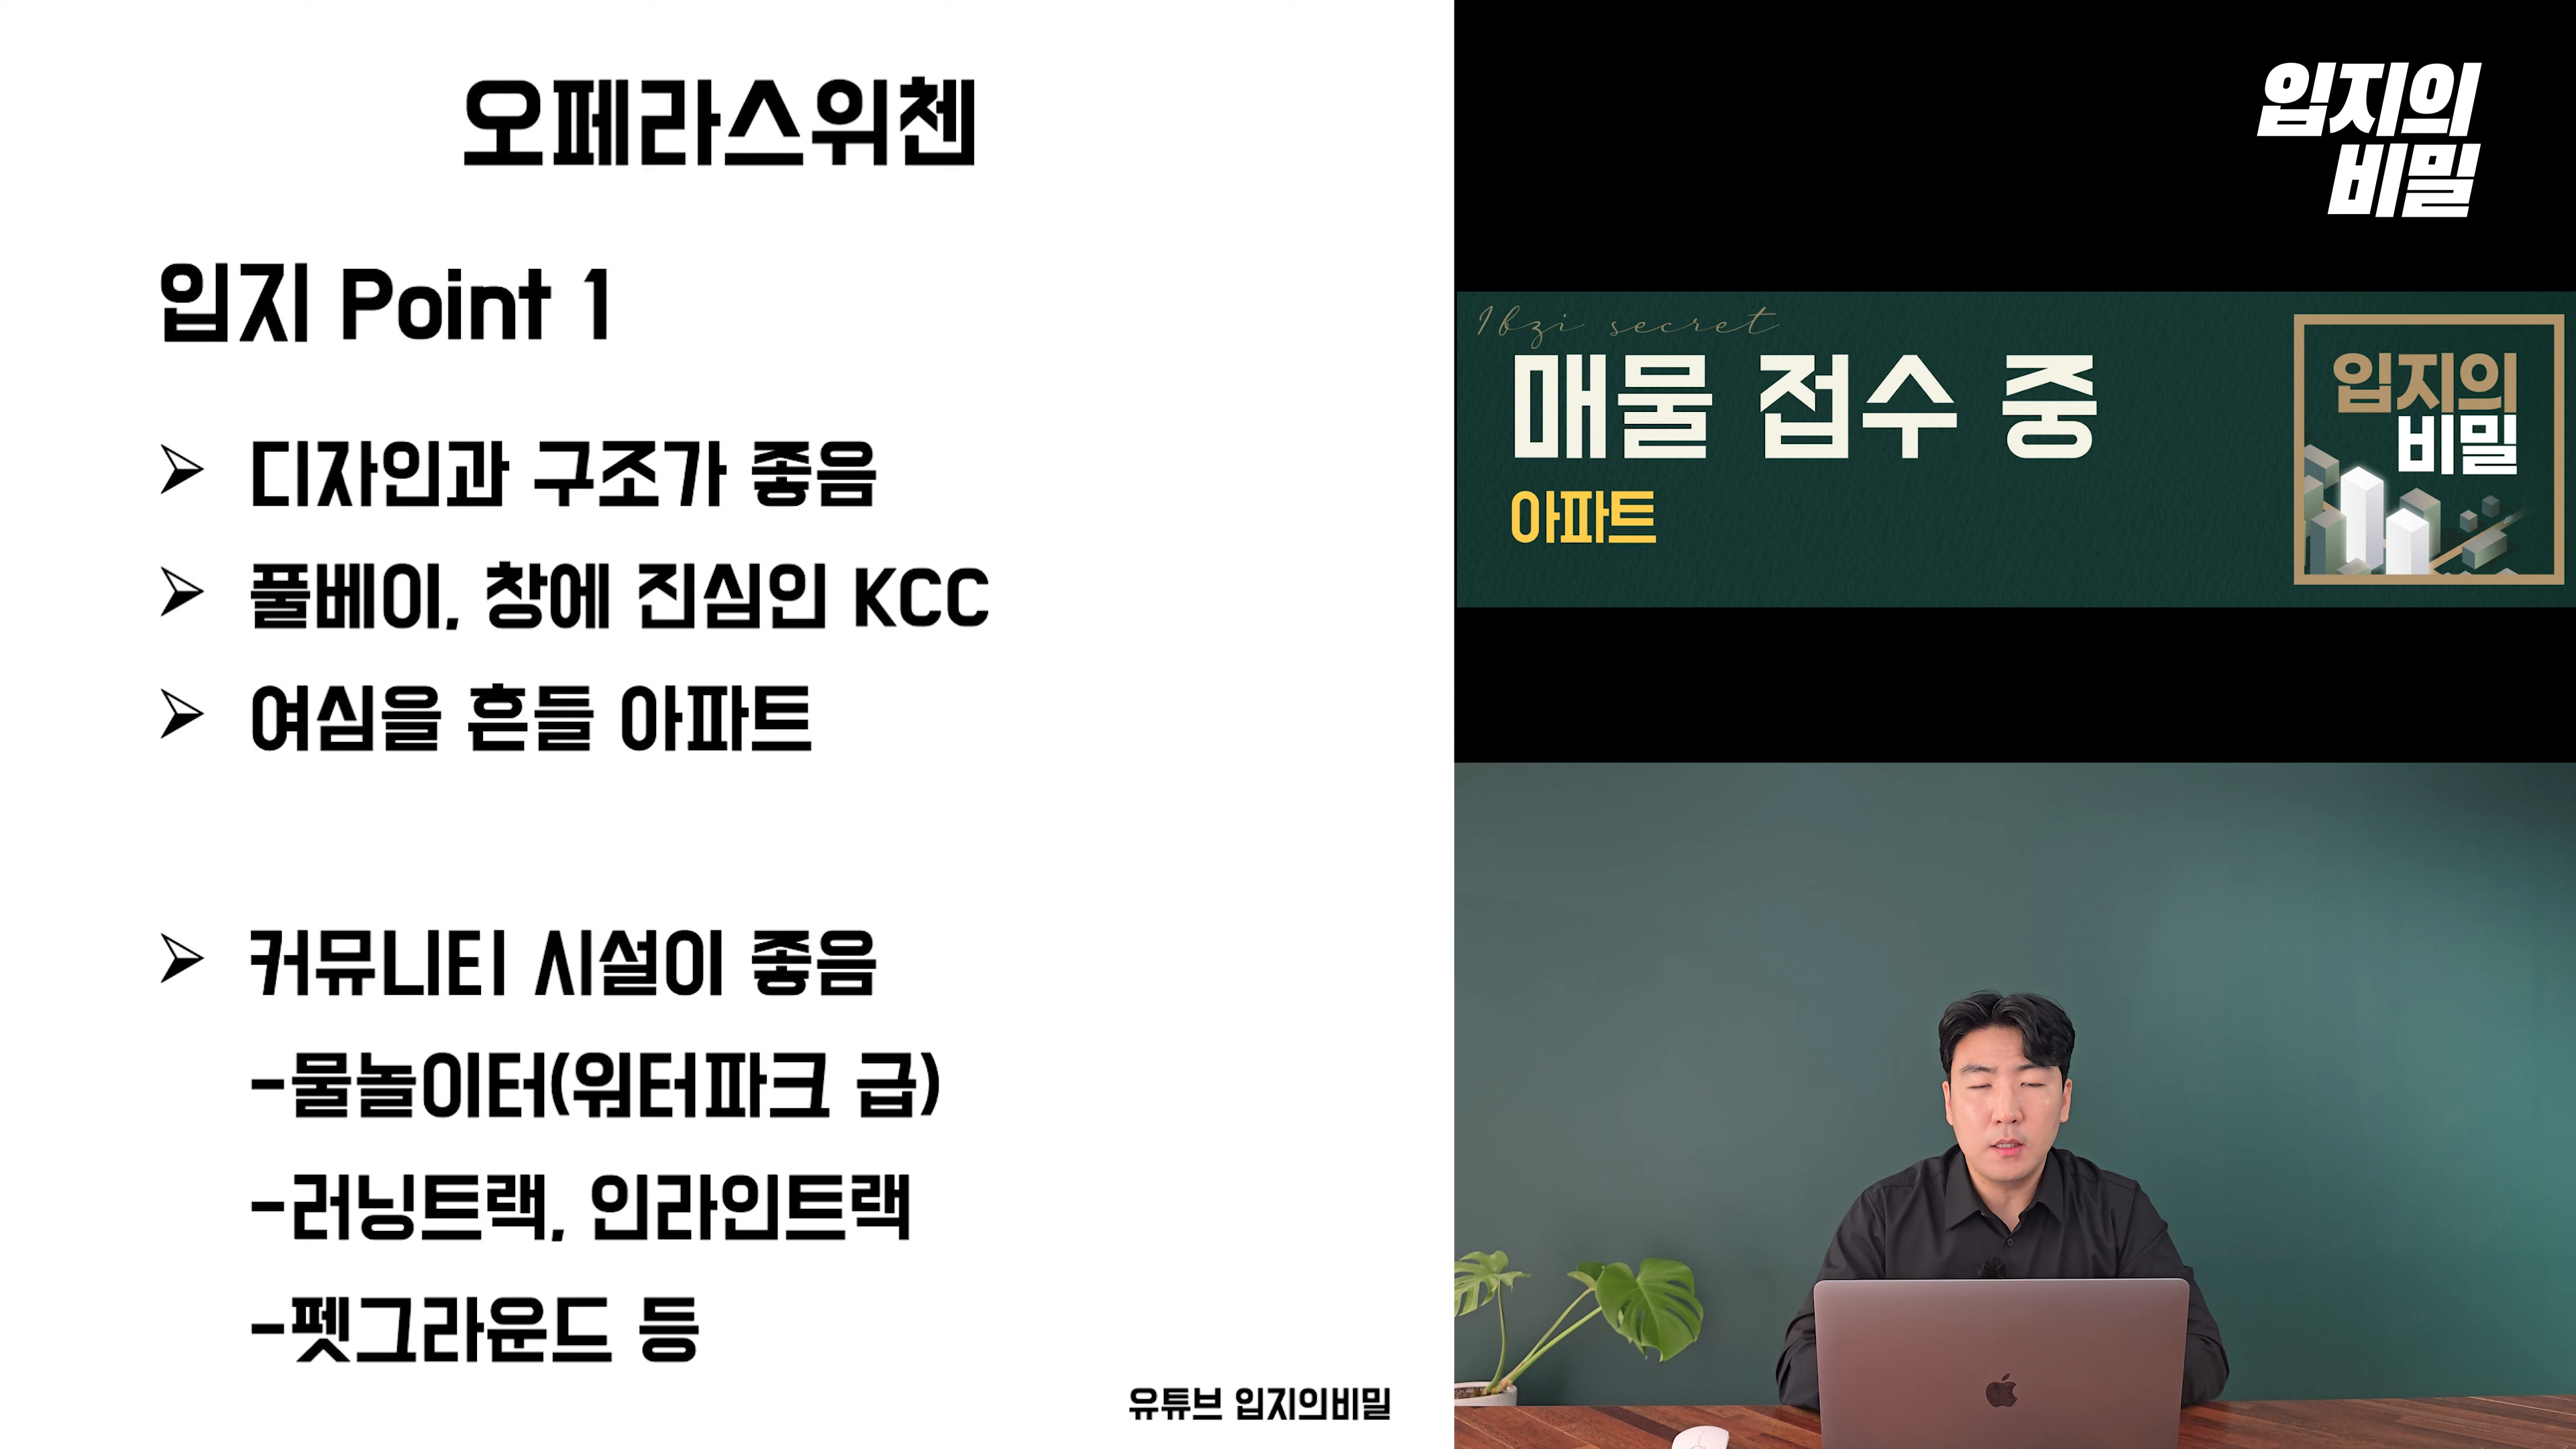 오페라스위첸
입지 Point 1
➢ 디자인과 구조가 좋음
➢ 풀베이, 창에 진심인 KCC
➢ 여심을 흔들 아파트
➢ 커뮤니티 시설이 좋음
-물놀이터(워터파크 급)
-러닝트랙, 인라인트랙
-펫그라운드 등
유튜브 입지의비밀
입지의
비밀
Ibzi secret
매물 접수 중
아파트
입지의
비밀